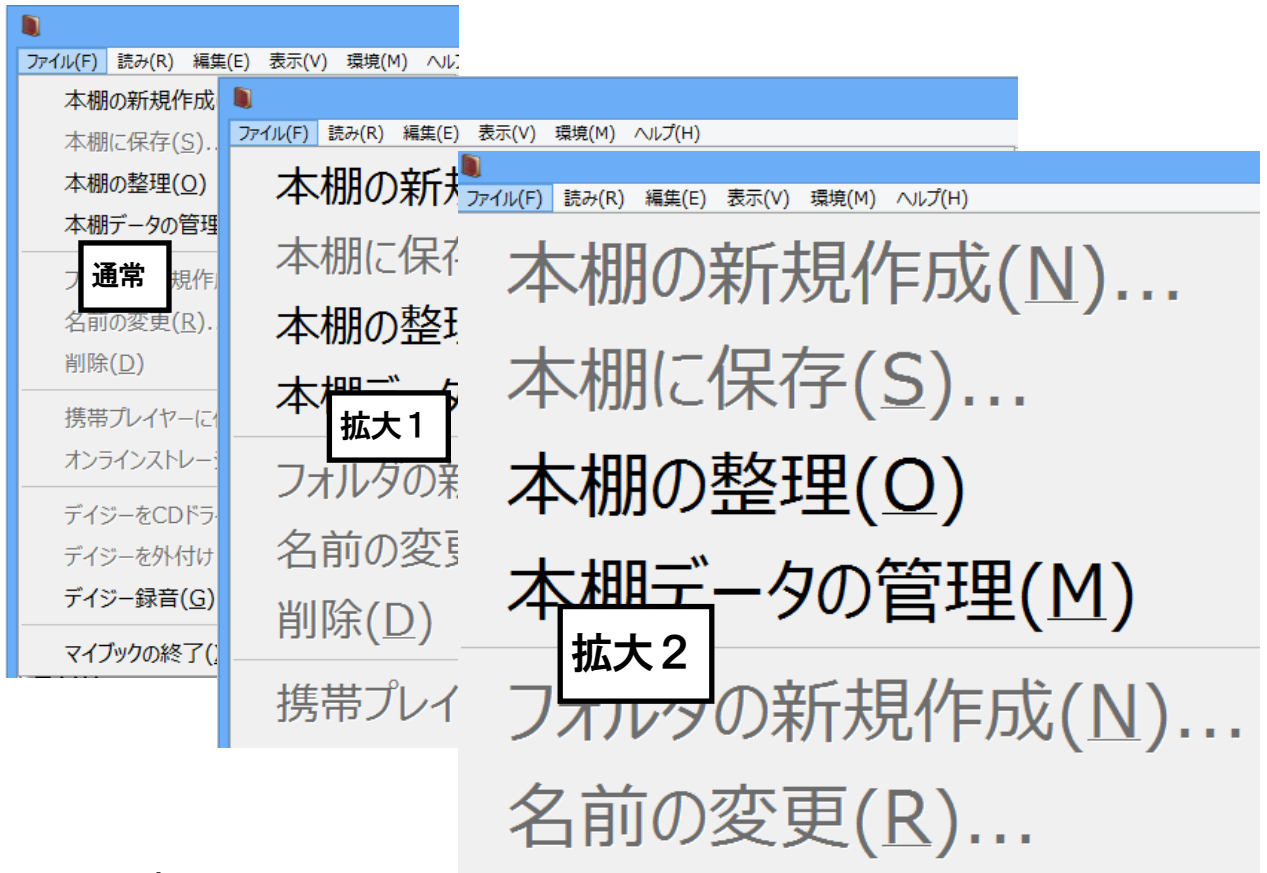 ファイル(F) 読み(R) 編集(E) 表示(V) 環境(M)
本棚の新規作成
本棚に保存(S)..
本棚の整理(O)
本棚データの管理
通常
名前の変更(R)..
削除(D)
携帯プレイヤーに
オンラインストレー
デイジーをCDドラ
デイジーを外付け
デイジー録音(G)
マイブックの終了(
ファイル(F) 読み(R) 編集(E) 表示(V) 環境(M) ヘルプ(H)
本棚の新
本棚に保
本棚の整
拡大1
フォルダの
名前の変
削除(D)
携帯プレイ
ファイル(F) 読み(R) 編集(E) 表示(V) 環境(M) ヘルプ(H)
本棚の新規作成(N)...
本棚に保存(S)...
本棚の整理(O)
本棚データの管理(M)
拡大2
フォルダの新規作成(N)...
名前の変更(R)...